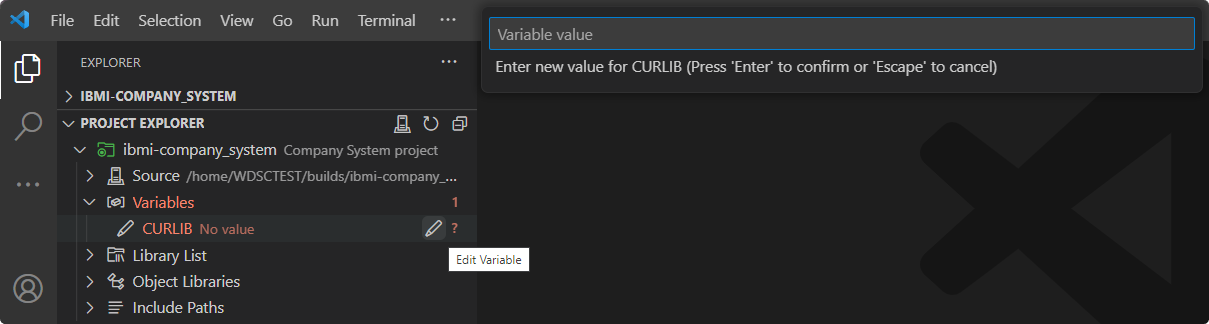 File Edit Selection View Go Run Terminal ···
Variable value
Enter new value for CURLIB (Press 'Enter' to confirm or 'Escape' to cancel)
EXPLORER ···
IBMI-COMPANY_SYSTEM
PROJECT EXPLORER
ibmi-company_system Company System project
Source /home/WDSCTEST/builds/ibmi-company_...
Variables 1
CURLIB No value ?
Edit Variable
Library List
Object Libraries
Include Paths